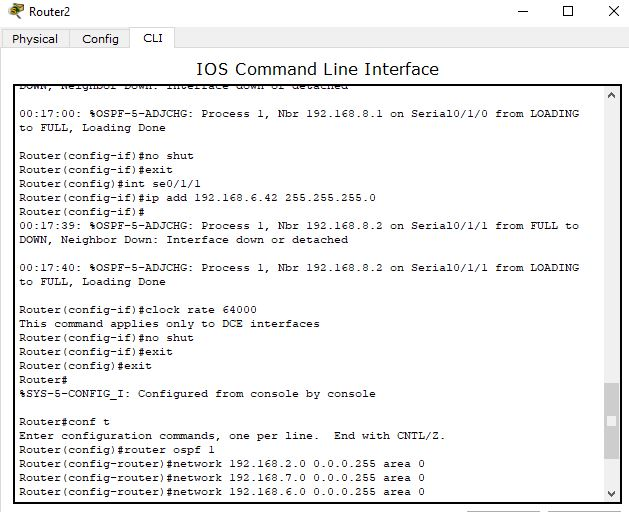 Router2
Physical Config CLI
IOS Command Line Interface
DOWN, Neighbor Down: Interface down or detached
00:17:00: %OSPF-5-ADJCHG: Process 1, Nbr 192.168.8.1 on Serial0/1/0 from LOADING
to FULL, Loading Done
Router(config-if)#no shut
Router(config-if)#exit
Router(config)#int se0/1/1
Router(config-if)#ip add 192.168.6.42 255.255.255.0
Router(config-if)#
00:17:39: %OSPF-5-ADJCHG: Process 1, Nbr 192.168.8.2 on Serial0/1/1 from FULL to
DOWN, Neighbor Down: Interface down or detached
00:17:40: %OSPF-5-ADJCHG: Process 1, Nbr 192.168.8.2 on Serial0/1/1 from LOADING
to FULL, Loading Done
Router(config-if)#clock rate 64000
This command applies only to DCE interfaces
Router(config-if)#no shut
Router(config-if)#exit
Router(config)#exit
Router#
%SYS-5-CONFIG_I: Configured from console by console
Router#conf t
Enter configuration commands, one per line.  End with CNTL/Z.
Router(config)#router ospf 1
Router(config-router)#network 192.168.2.0 0.0.0.255 area 0
Router(config-router)#network 192.168.7.0 0.0.0.255 area 0
Router(config-router)#network 192.168.6.0 0.0.0.255 area 0